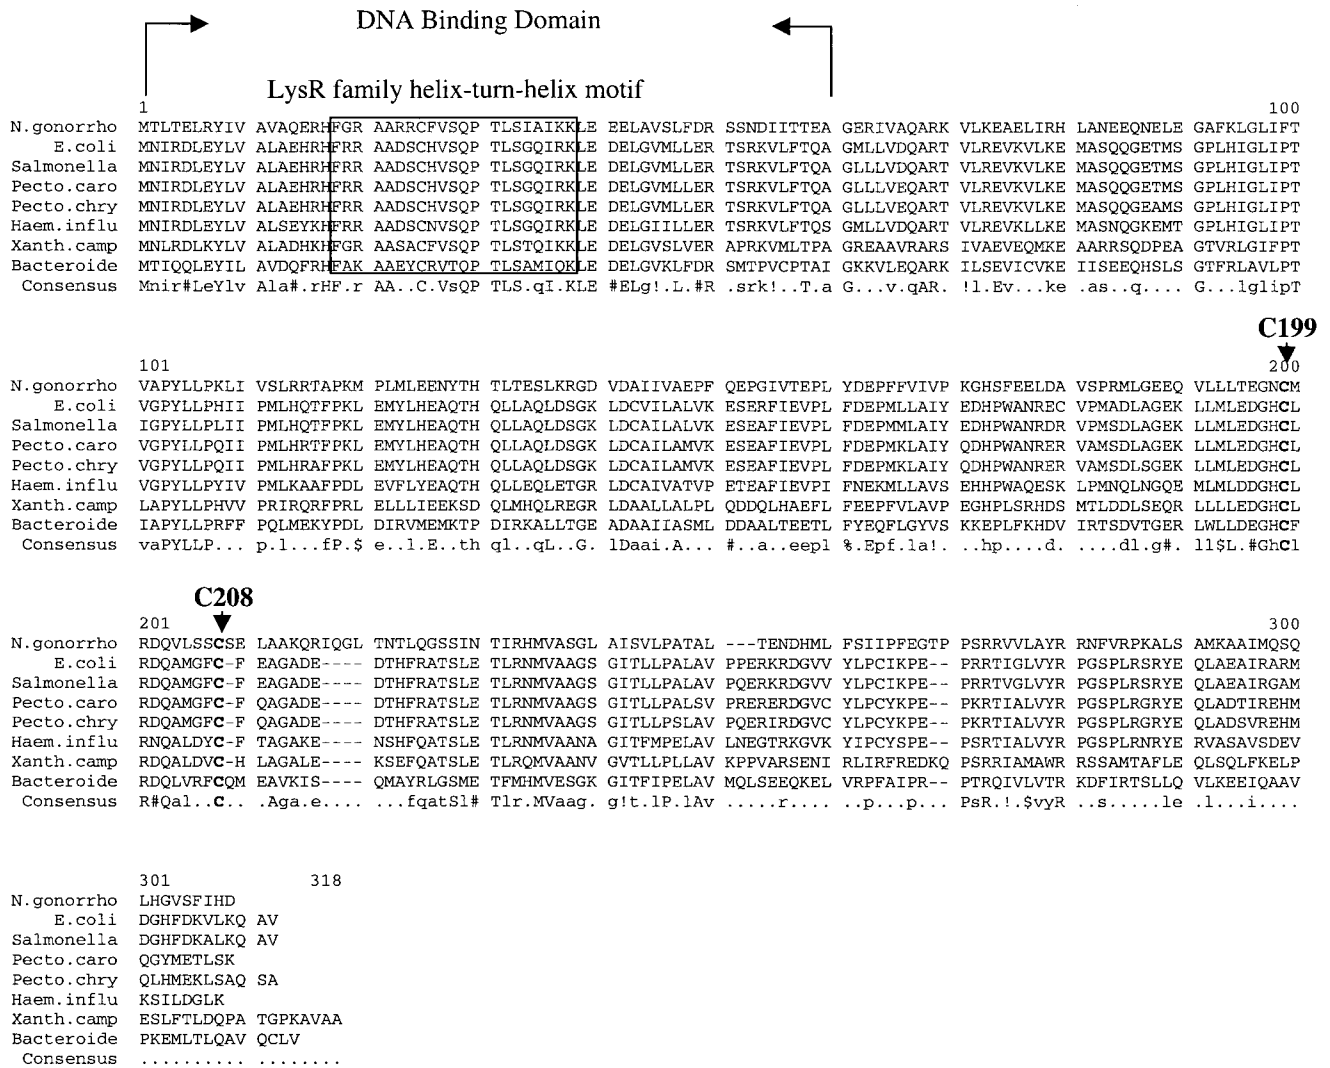 DNA Binding Domain
LysR family helix-turn-helix motif
1 100
N.gonorrho MTLTELRYIV AVAQERHFGR AARRCFVSQP TLSIAIKKLE EELAVSLFDR SSNDIITTEA GERIVAQARK VLKEAELIRH LANEEQNELE GAFKLGLIFT
E.coli MNIRDLEYLV ALAEHRHFRR AADSCHVSQP TLSGQIRKLE DELGVMLLER TSRKVLFTQA GMLLVDQART VLREVKVLKE MASQQGETMS GPLHIGLIPT
Salmonella MNIRDLEYLV ALAEHRHFRR AADSCHVSQP TLSGQIRKLE DELGVMLLER TSRKVLFTQA GLLLVDQART VLREVKVLKE MASQQGETMS GPLHIGLIPT
Pecto.caro MNIRDLEYLV ALAEHRHFRR AADSCHVSQP TLSGQIRKLE DELGVMLLER TSRKVLFTQA GLLLVEQART VLREVKVLKE MASQQGETMS GPLHIGLIPT
Pecto.chry MNIRDLEYLV ALAEHRHFRR AADSCHVSQP TLSGQIRKLE DELGVMLLER TSRKVLFTQA GLLLVEQART VLREVKVLKE MASQQGEAMS GPLHIGLIPT
Haem.influ MNIRDLEYLV ALSEYKHFRR AADSCNVSQP TLSGQIRKLE DELGIILLER TSRKVLFTQS GMLLVDQART VLREVKLLKE MASNQGKEMT GPLHIGLIPT
Xanth.camp MNLRDLKYLV ALADHKHFGR AASACFVSQP TLSTQIKKLE DELGVSLVER APRKVMLTPA GREAAVRARS IVAEVEQMKE AARRSQDPEA GTVRLGIFPT
Bacteroide MTIQQLEYIL AVDQFRHFAK AAEYCRVTQP TLSAMIQKLE DELGVKLFDR SMTPVCPTAI GKKVLEQARK ILSEVICVKE IISEEQHSLS GTFRLAVLPT
Consensus Mnir#LeYlv Ala#.rHF.r AA..C.VsQP TLS.qI.KLE #ELg!.L.#R .srk!..T.a G...v.qAR. !l.Ev...ke .as..q.... G...lglipT
C199
101 200
N.gonorrho VAPYLLPKLI VSLRRTAPKM PLMLEENYTH TLTESLKRGD VDAIIVAEPF QEPGIVTEPL YDEPFFVIVP KGHSFEELDA VSPRMLGEEQ VLLLTEGNCM
E.coli VGPYLLPHII PMLHQTFPKL EMYLHEAQTH QLLAQLDSGK LDCVILALVK ESERFIEVPL FDEPMLLAIY EDHPWANREC VPMADLAGEK LLMLEDGHCL
Salmonella IGPYLLPLII PMLHQTFPKL EMYLHEAQTH QLLAQLDSGK LDCAILALVK ESEAFIEVPL FDEPMMLAIY EDHPWANRDR VPMSDLAGEK LLMLEDGHCL
Pecto.caro VGPYLLPQII PMLHRTFPKL EMYLHEAQTH QLLAQLDSGK LDCAILAMVK ESEAFIEVPL FDEPMKLAIY EDHPWANRER VAMSDLAGEK LLMLEDGHCL
Pecto.chry VGPYLLPQII PMLHRAFPKL EMYLHEAQTH QLLAQLDSGK LDCAILAMVK ESEAFIEVPL FDEPMKLAIY QDHPWANRER VAMSDLSGEK LLMLEDGHCL
Haem.influ VGPYLLPYIV PMLKAAFPDL EVFLYEAQTH QLLEQLETGR LDCAIVATVP ETEAFIEVPI FNEKMLLAVS EHHPWAQESK LPMNQLNGQE MLMLDDGHCL
Xanth.camp LAPYLLPHVV PRIRQRFPRL ELLLIEEKSD QLMHQLREGR LDAALLALPL QDDQLHAEFL FEEPFVLAVP EGHPLSRHDS MTLDDLSEQR LLLLEDGHCL
Bacteroide IAPYLLPRFF PQLMEKYPDL DIRVMEMKTP DIRKALLTGE ADAAIIASML DDAALTEETL FYEQFLGYVS KKEPLFKHDV IRTSDVTGER LWLLDEGHCF
Consensus vaPYLLP... p.l...fP.$ e..l.E..th ql..qL..G. lDaai.A... #..a..eepl %.Epf.la!. ..hp....d. ....dl.g#. ll$L.#GhCl
C208
201 300
N.gonorrho RDQVLSSCSE LAAKQRIQGL TNTLQGSSIN TIRHMVASGL AISVLPATAL ---TENDHML FSIIPFEGTP PSRRVVLAYR RNFVRPKALS AMKAAIMQSQ
E.coli RDQAMGFC-F EAGADE---- DTHFRATSLE TLRNMVAAGS GITLLPALAV PPERKRDGVV YLPCIKPE-- PRRTIGLVYR PGSPLRSRYE QLAEAIRARM
Salmonella RDQAMGFC-F EAGADE---- DTHFRATSLE TLRNMVAAGS GITLLPALAV PQERKRDGVV YLPCIKPE-- PRRTVGLVYR PGSPLRSRYE QLAEAIRGAM
Pecto.caro RDQAMGFC-F QAGADE---- DTHFRATSLE TLRNMVAAGS GITLLPALSV PRERERDGVC YLPCYKPE-- PKRTIALVYR PGSPLRGRYE QLADTIREHM
Pecto.chry RDQAMGFC-F QAGADE---- DTHFRATSLE TLRNMVAAGS GITLLPSLAV PQERIRDGVC YLPCYKPE-- PKRTIALVYR PGSPLRGRYE QLADSVREHM
Haem.influ RNQALDYC-F TAGAKE---- NSHFQATSLE TLRNMVAANA GITFMPELAV LNEGTRKGVK YIPCYSPE-- PSRTIALVYR PGSPLRNRYE RVASAVSDEV
Xanth.camp RDQALDVC-H LAGALE---- KSEFQATSLE TLRQMVAANV GVTLLPLLAV KPPVARSENI RLIRFREDKQ PSRRIAMAWR RSSAMTAFLE QLSQLFKELP
Bacteroide RDQLVRFCQM EAVKIS---- QMAYRLGSME TFMHMVESGK GITFIPELAV MQLSEEQKEL VRPFAIPR-- PTRQIVLVTR KDFIRTSLLQ VLKEEIQAAV
Consensus R#Qal..C.. .Aga.e.... ...fqatSl# Tlr.MVaag. g!t.lP.lAv .....r.... ....p...p... PsR.!.$vyR ..s.....le .l...i....
301 318
N.gonorrho LHGVSFIHD
E.coli DGHFDKVLKQ AV
Salmonella DGHFDKALKQ AV
Pecto.caro QGYMETLSK
Pecto.chry QLHMEKLSAQ SA
Haem.influ KSILDGLK
Xanth.camp ESLFTLDQPA TGPKAVAA
Bacteroide PKEMLTLQAV QCLV
Consensus .......... ........